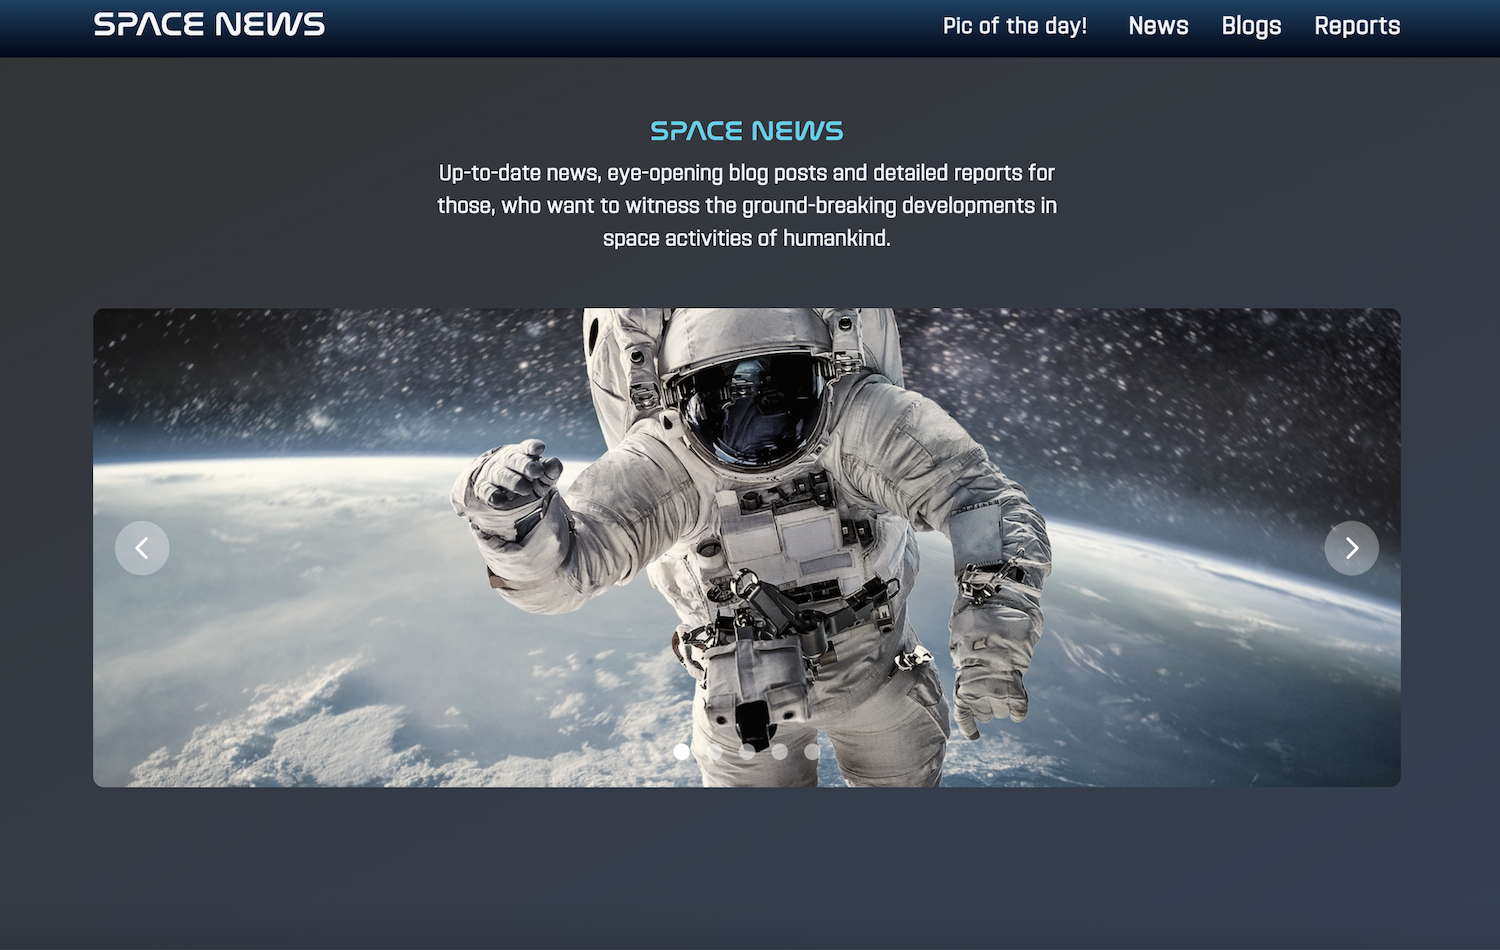 SPACE NEWS
Pic of the day! News Blogs Reports
SPACE NEWS
Up-to-date news, eye-opening blog posts and detailed reports for
those, who want to witness the ground-breaking developments in
space activities of humankind.